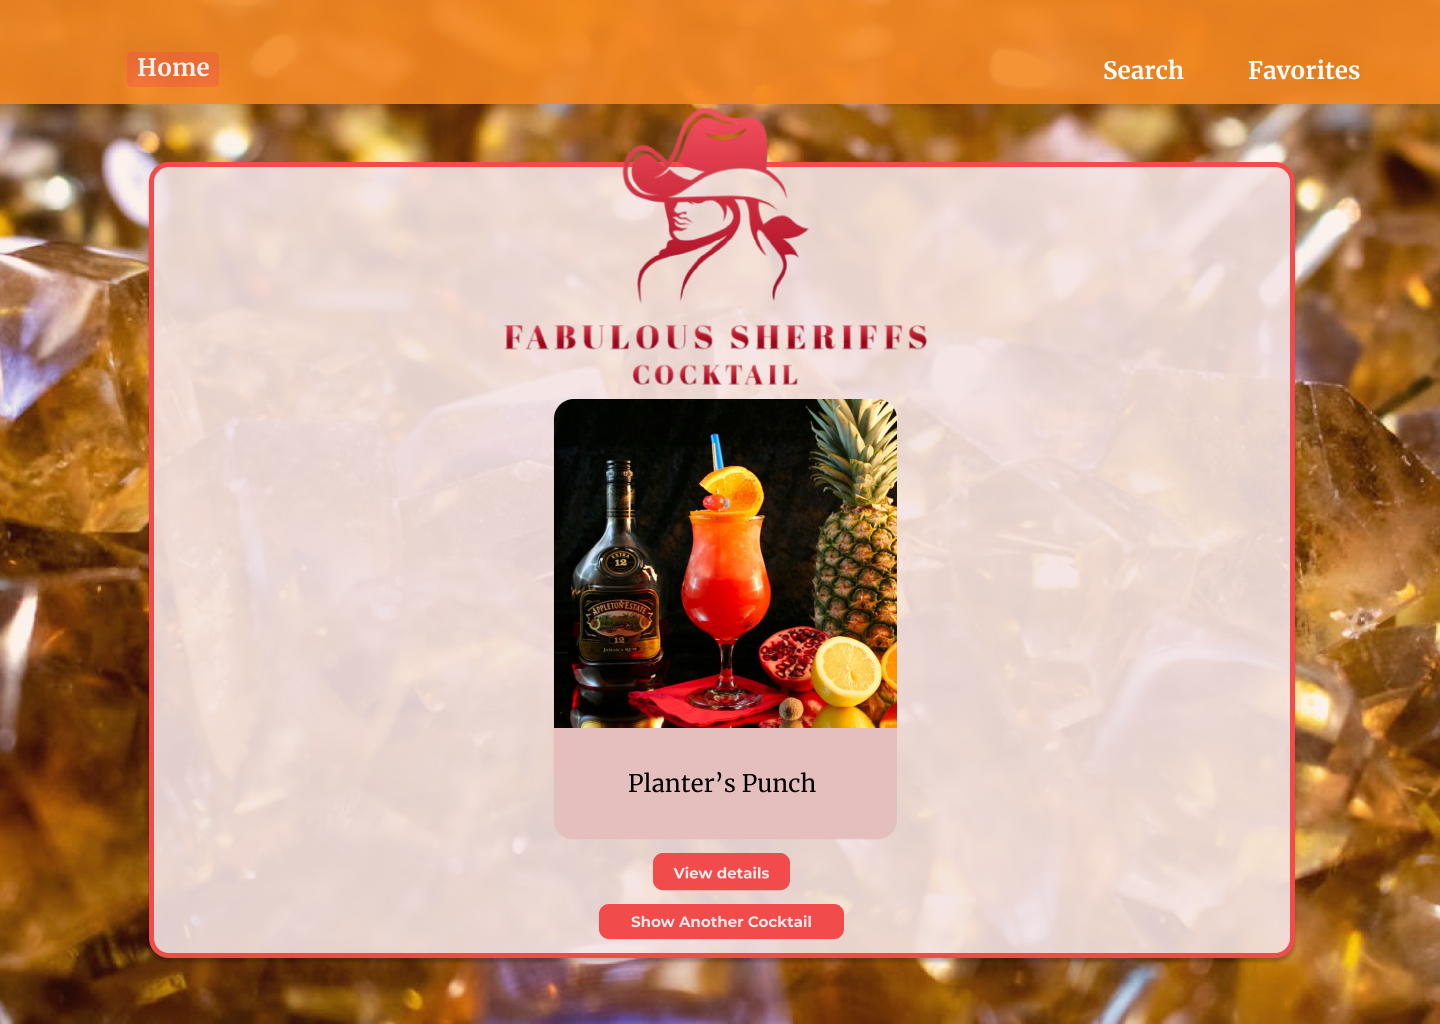 Home
Search
Favorites
FABULOUS SHERIFFS
COCKTAIL
EXTRA
12
APPLETON ESTATE
12
JAMAICA RUM
Planter’s Punch
View details
Show Another Cocktail